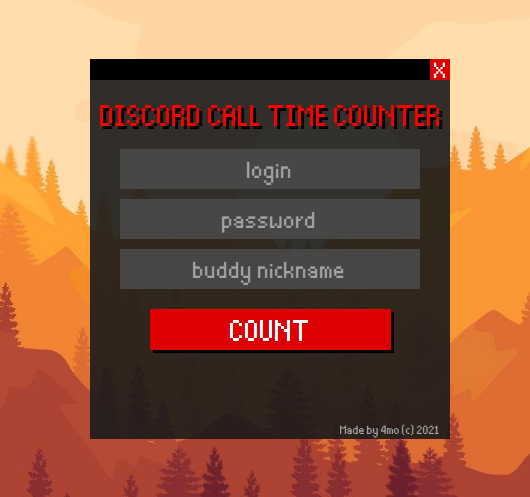 X
DISCORD CALL TIME COUNTER
login
password
buddy nickname
COUNT
Made by 4mo (c) 2021